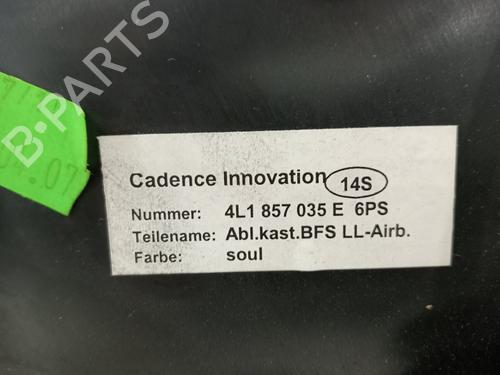 Cadence Innovation 14S
Nummer: 4L1 857 035 E 6PS
Teilename: Abl.kast.BFS LL-Airb.
Farbe: soul
B-PARTS